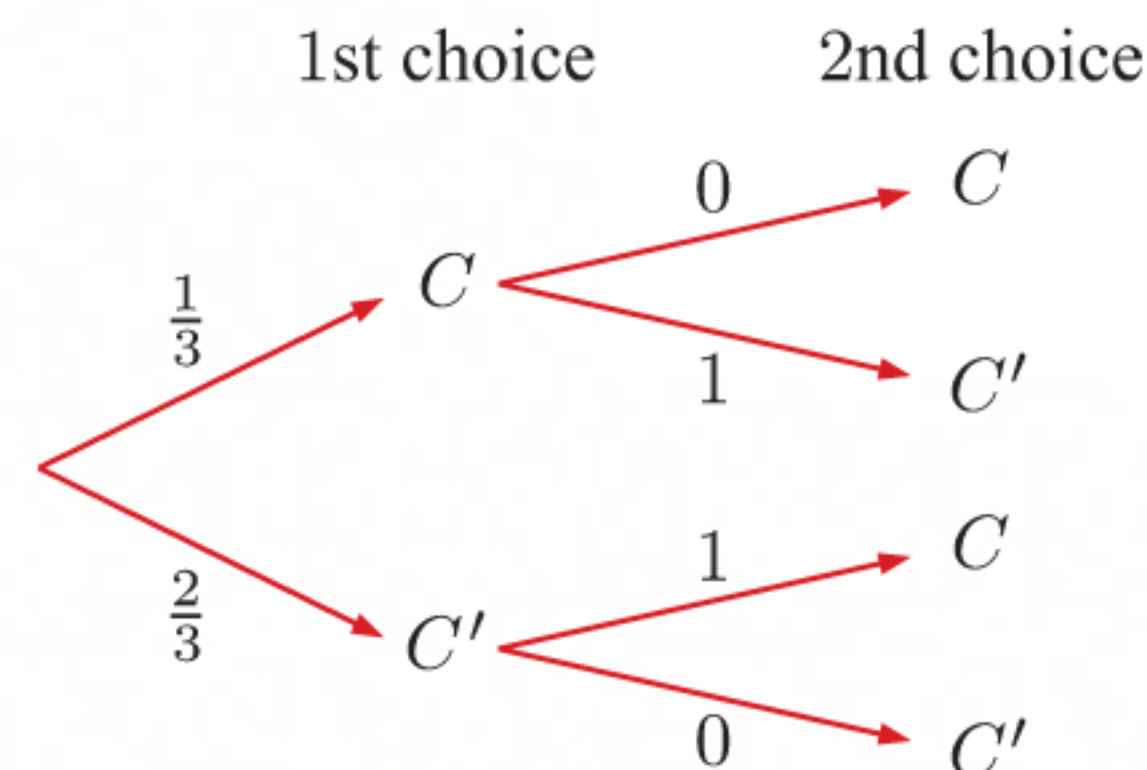 1st choice 2nd choice
0 C
1/3 C
1 C′
1 C
2/3 C′
0 C′